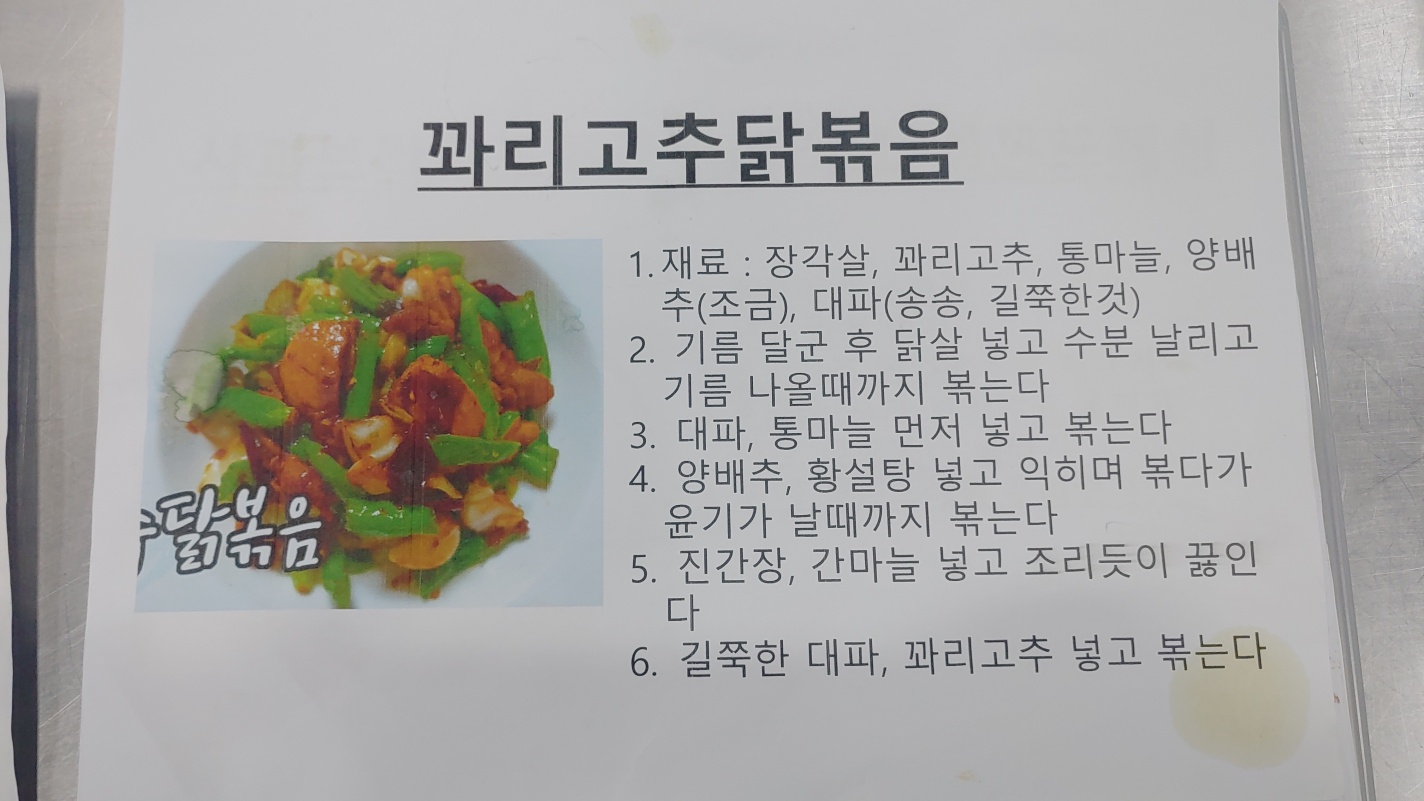 꽈리고추닭볶음
1. 재료 : 장각살, 꽈리고추, 통마늘, 양배
추(조금), 대파(송송, 길쭉한것)
2. 기름 달군 후 닭살 넣고 수분 날리고
기름 나올때까지 볶는다
3. 대파, 통마늘 먼저 넣고 볶는다
4. 양배추, 황설탕 넣고 익히며 볶다가
윤기가 날때까지 볶는다
5. 진간장, 간마늘 넣고 조리듯이 끓인
다
6. 길쭉한 대파, 꽈리고추 넣고 볶는다
닭볶음